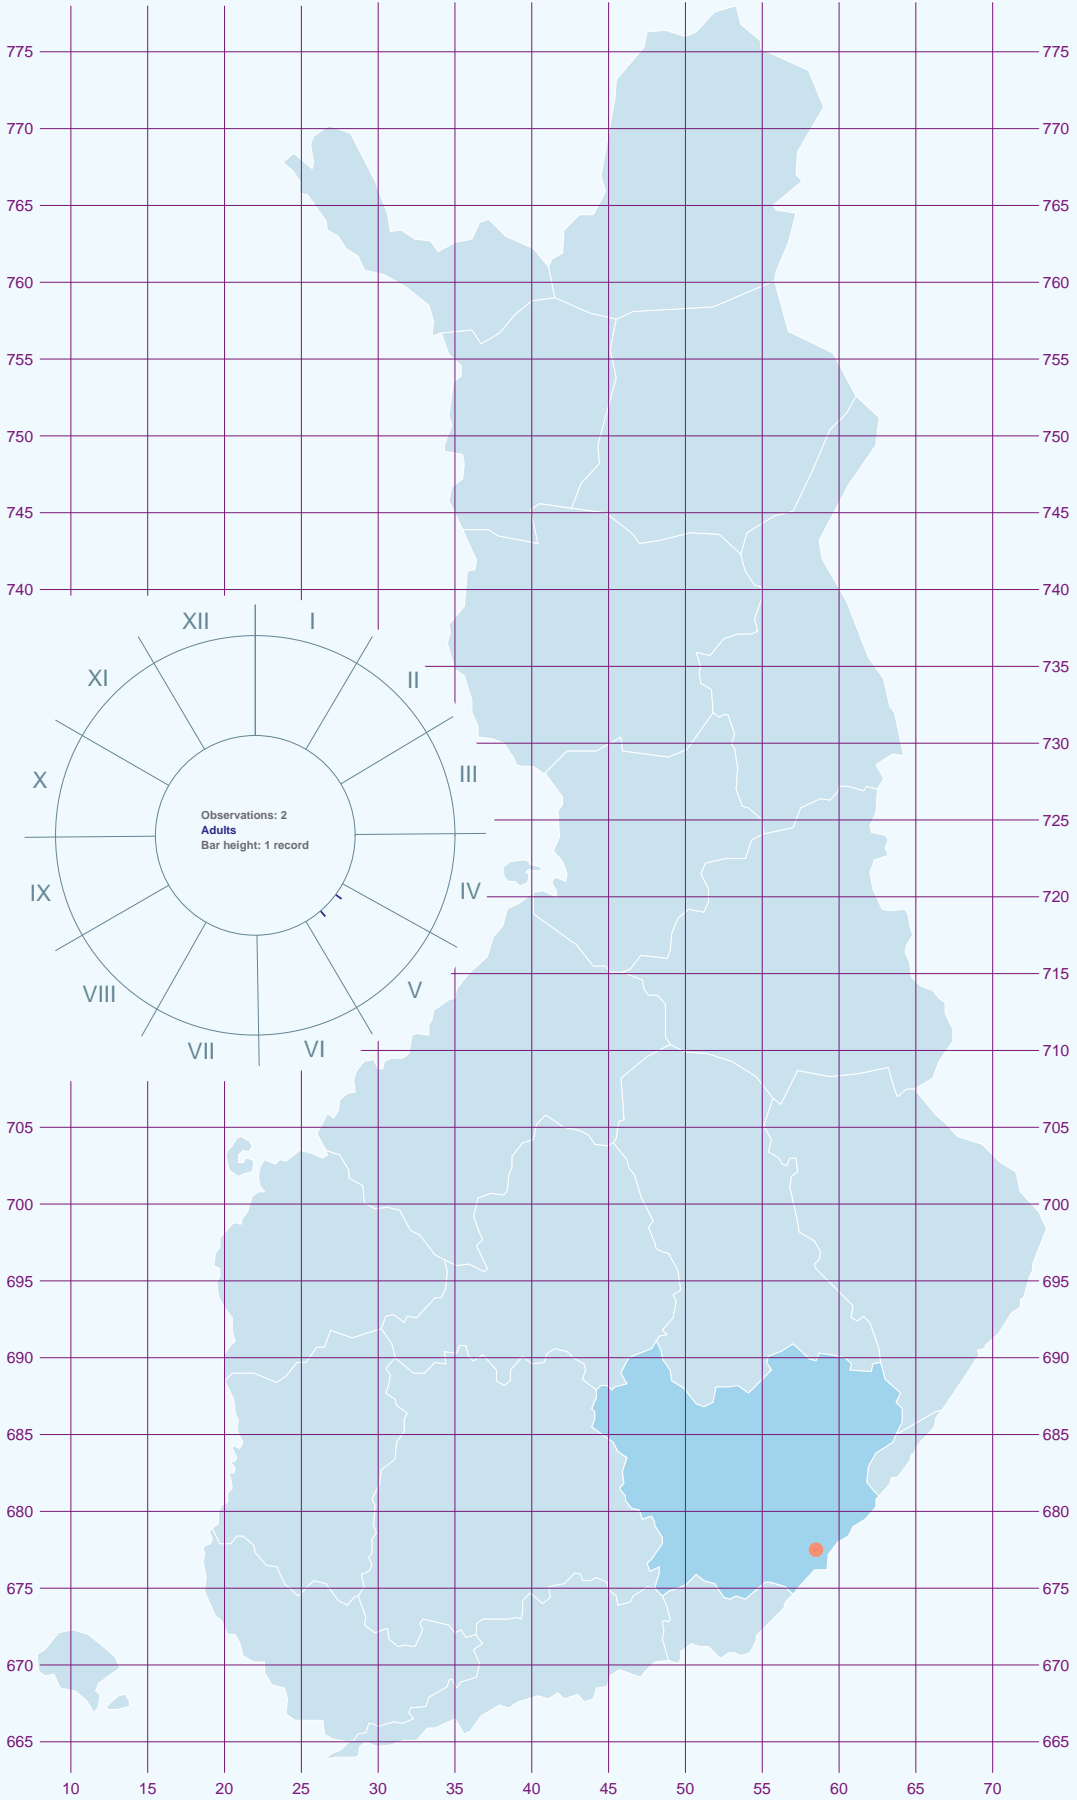 775 775
770 770
765 765
760 760
755 755
750 750
745 745
740 740
XII I
XI II
735
730
X III
Observations: 2
Adults
Bar height: 1 record
725
IX IV
720
VIII V
715
VII VI
710
705 705
700 700
695 695
690 690
685 685
680 680
675 675
670 670
665 665
10 15 20 25 30 35 40 45 50 55 60 65 70